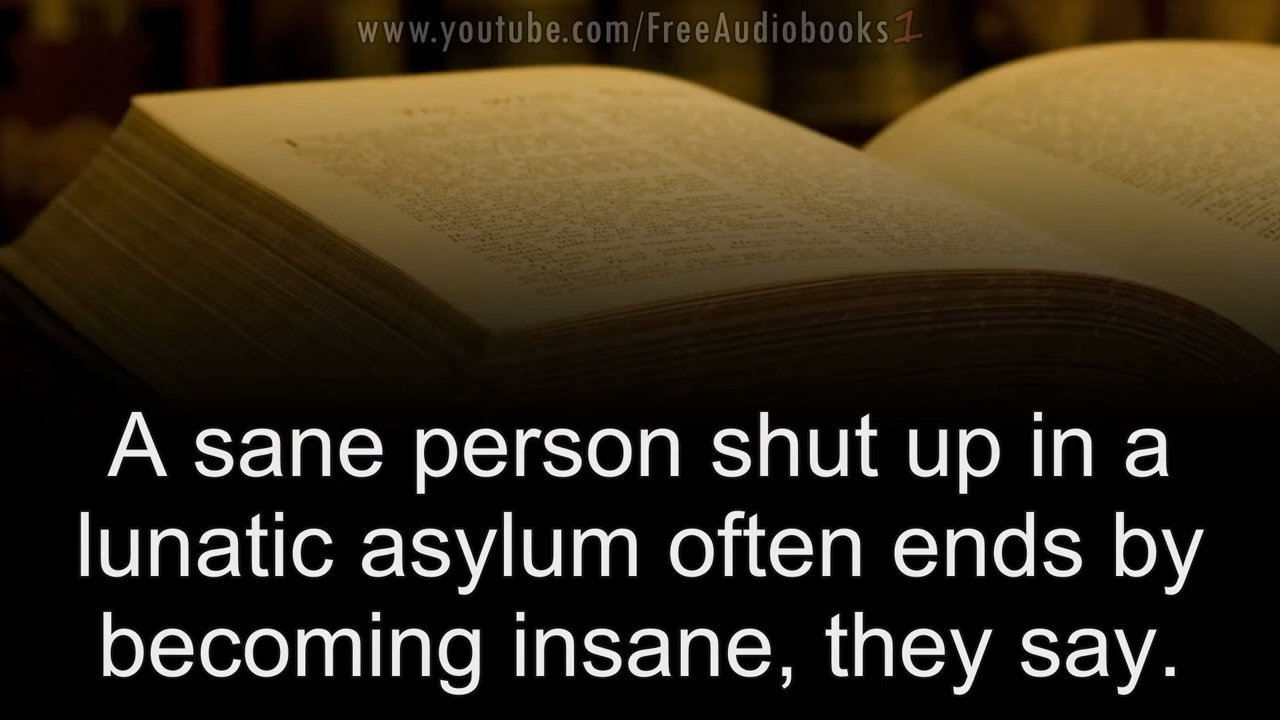 www.youtube.com/FreeAudiobooks1
A sane person shut up in a
lunatic asylum often ends by
becoming insane, they say.